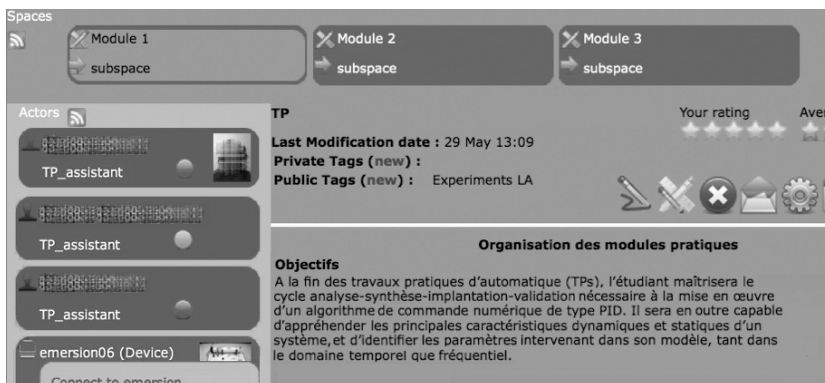 Spaces
Module 1
subspace
Module 2
subspace
Module 3
subspace
Actors
TP_assistant
TP_assistant
TP_assistant
emersion06 (Device)
Connect to emersion
TP
Your rating
Last Modification date : 29 May 13:09
Private Tags (new) :
Public Tags (new) : Experiments LA
Organisation des modules pratiques
Objectifs
A la fin des travaux pratiques d'automatique (TPs), l'étudiant maîtrisera le
cycle analyse-synthèse-implantation-validation nécessaire à la mise en œuvre
d'un algorithme de commande numérique de type PID. Il sera en outre capable
d'appréhender les principales caractéristiques dynamiques et statiques d'un
système,et d'identifier les paramètres intervenant dans son modèle, tant dans
le domaine temporel que fréquentiel.